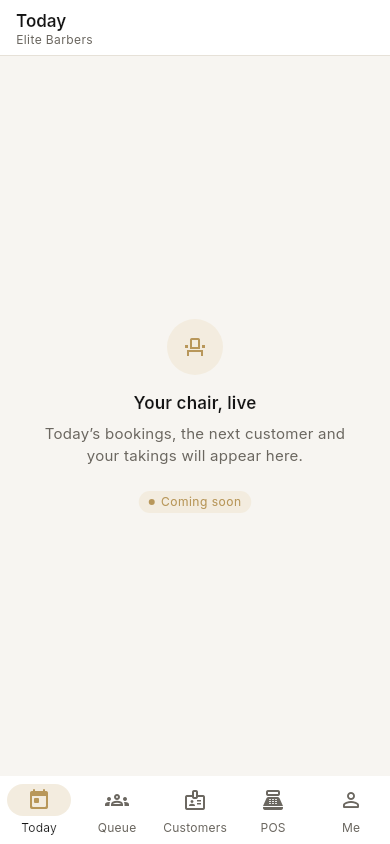 Today
Elite Barbers
Your chair, live
Today’s bookings, the next customer and
your takings will appear here.
Coming soon
Today
Queue
Customers
POS
Me